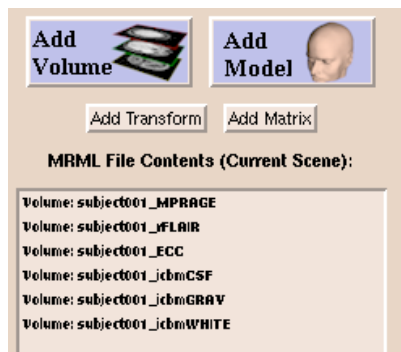 Add Volume
Add Model
Add Transform
Add Matrix
MRML File Contents (Current Scene):
Volume: subject001_MPRAGE
Volume: subject001_rFLAIR
Volume: subject001_ECC
Volume: subject001_icbmCSF
Volume: subject001_icbmGRAY
Volume: subject001_icbmWHITE